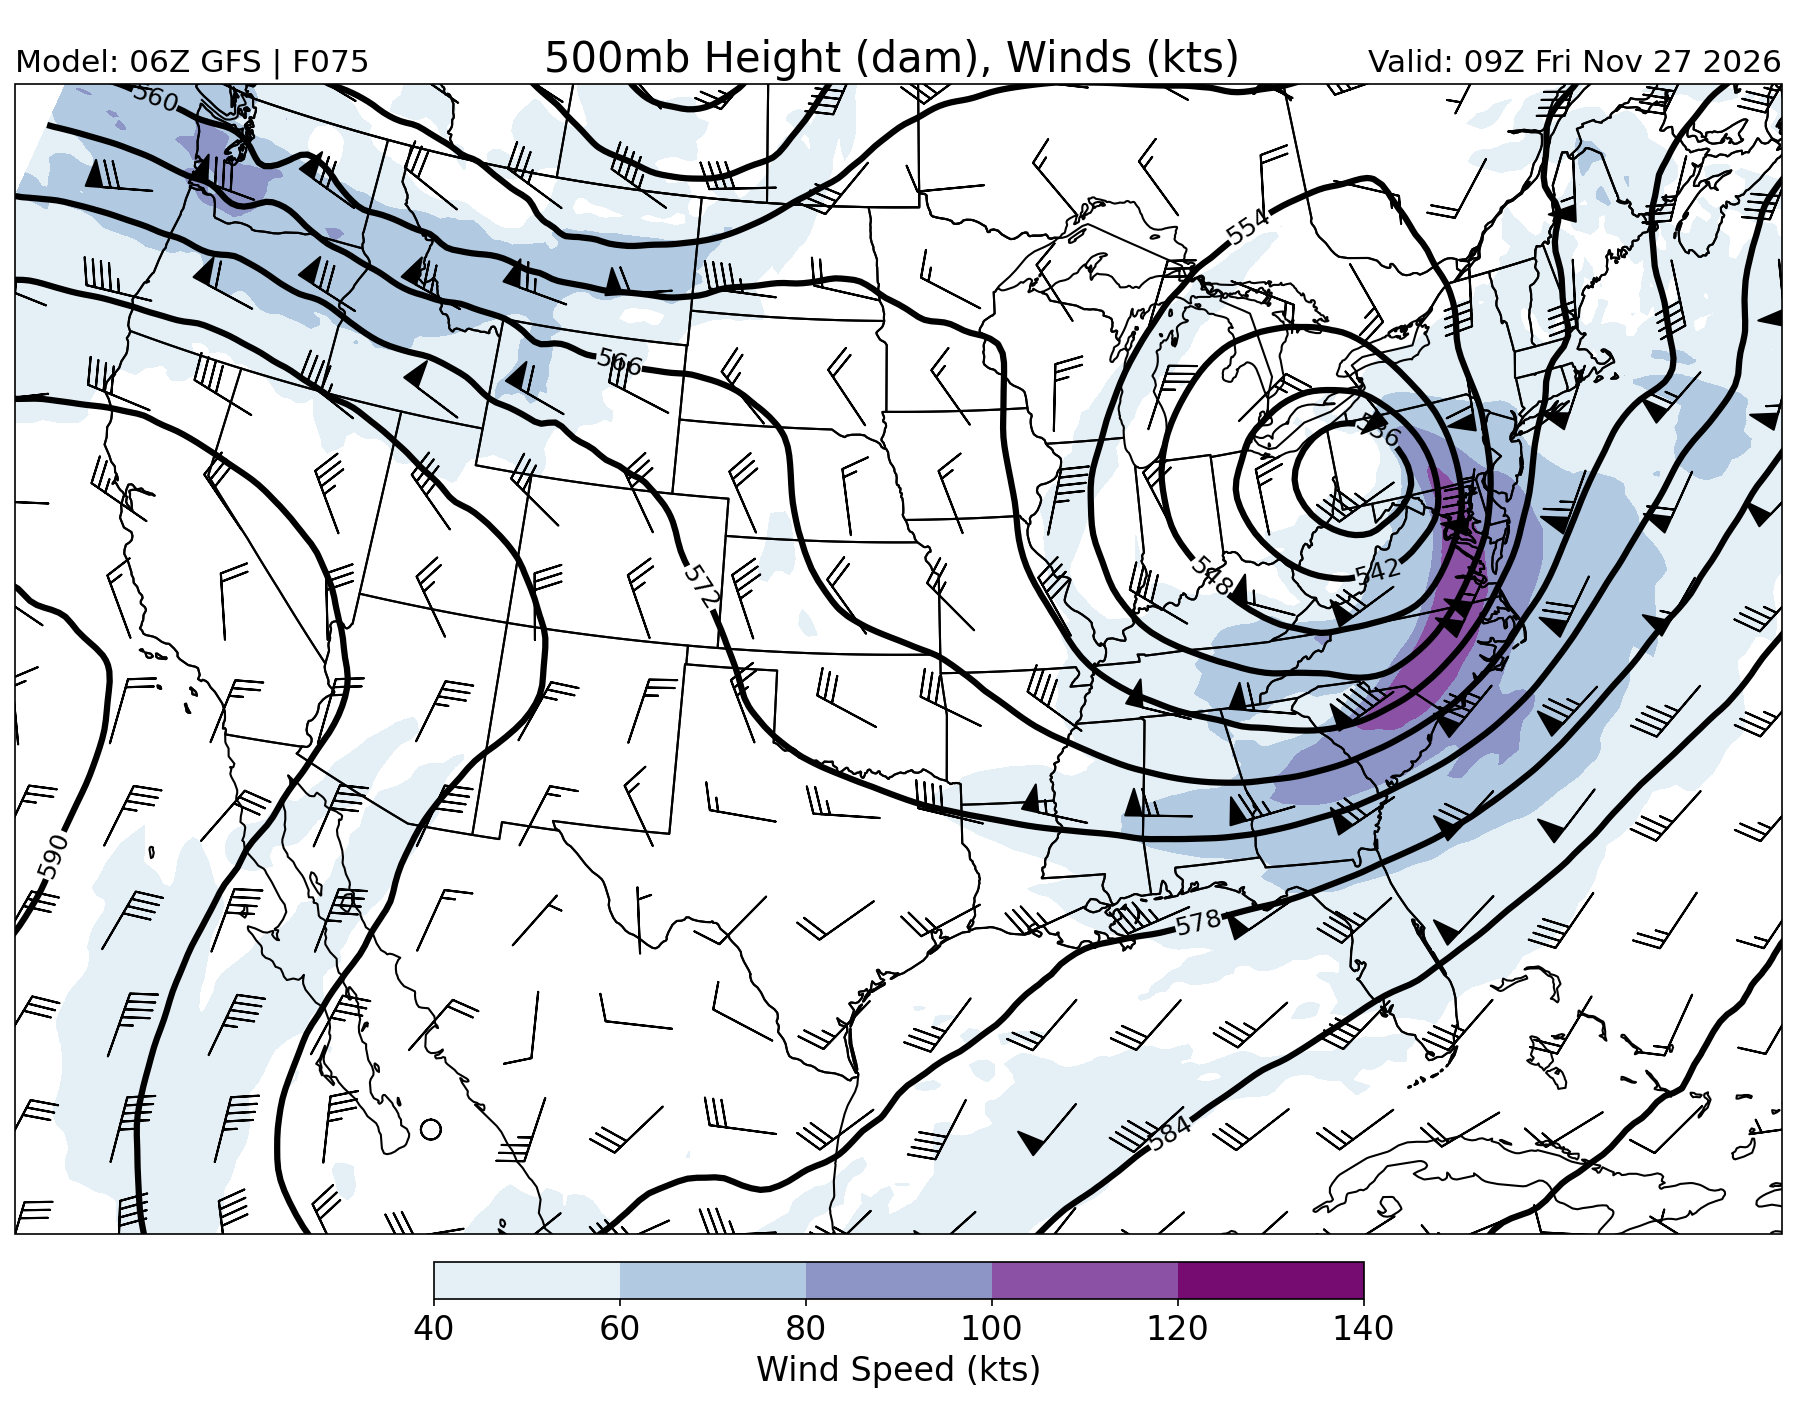 Model: 06Z GFS | F075
500mb Height (dam), Winds (kts)
Valid: 09Z Fri Nov 27 2026
560
554
566
536
548
542
572
590
578
584
40 60 80 100 120 140
Wind Speed (kts)